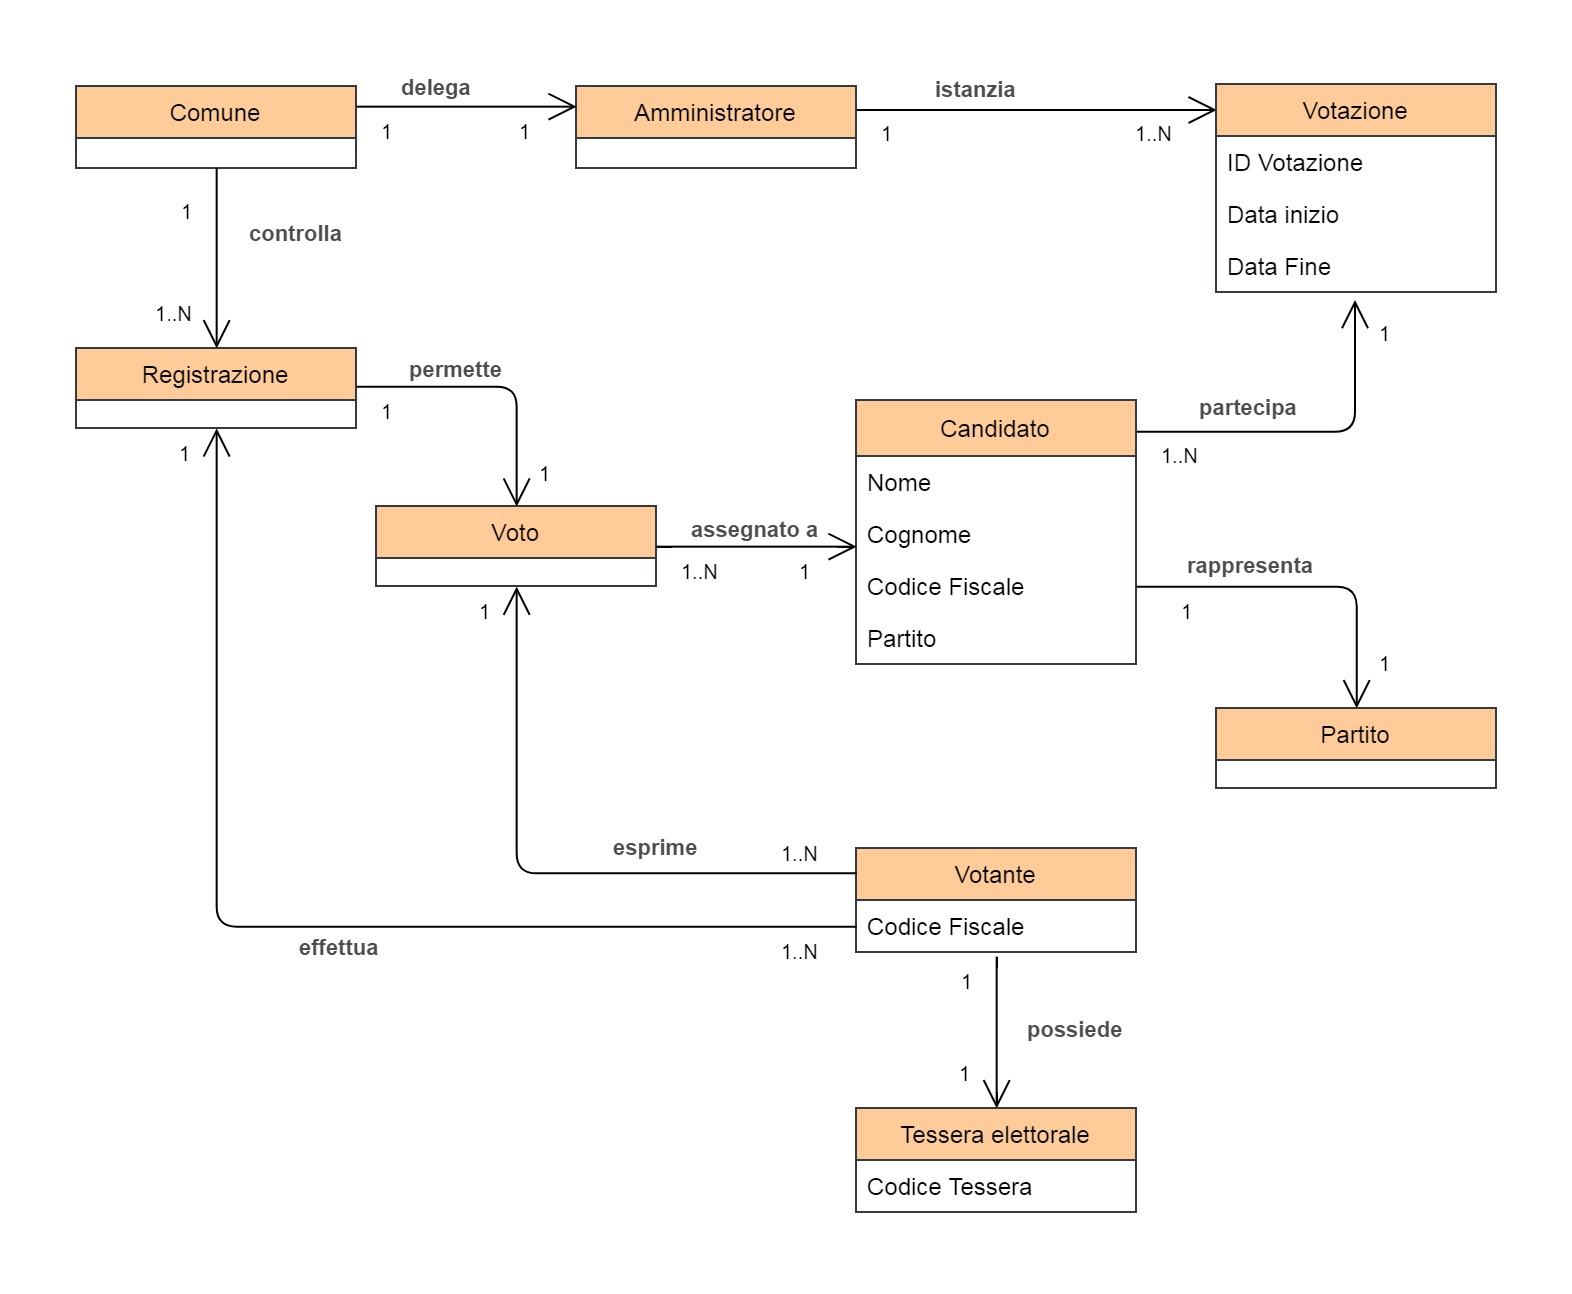 delega
istanzia
Comune
Amministratore
Votazione
1
1
1
1..N
ID Votazione
Data inizio
Data Fine
1
controlla
1..N
1
Registrazione
permette
1
1
1
partecipa
Candidato
1..N
Nome
Cognome
Codice Fiscale
Partito
Voto
assegnato a
1..N
1
1
rappresenta
1
1
Partito
esprime
1..N
Votante
Codice Fiscale
effettua
1..N
1
possiede
1
Tessera elettorale
Codice Tessera